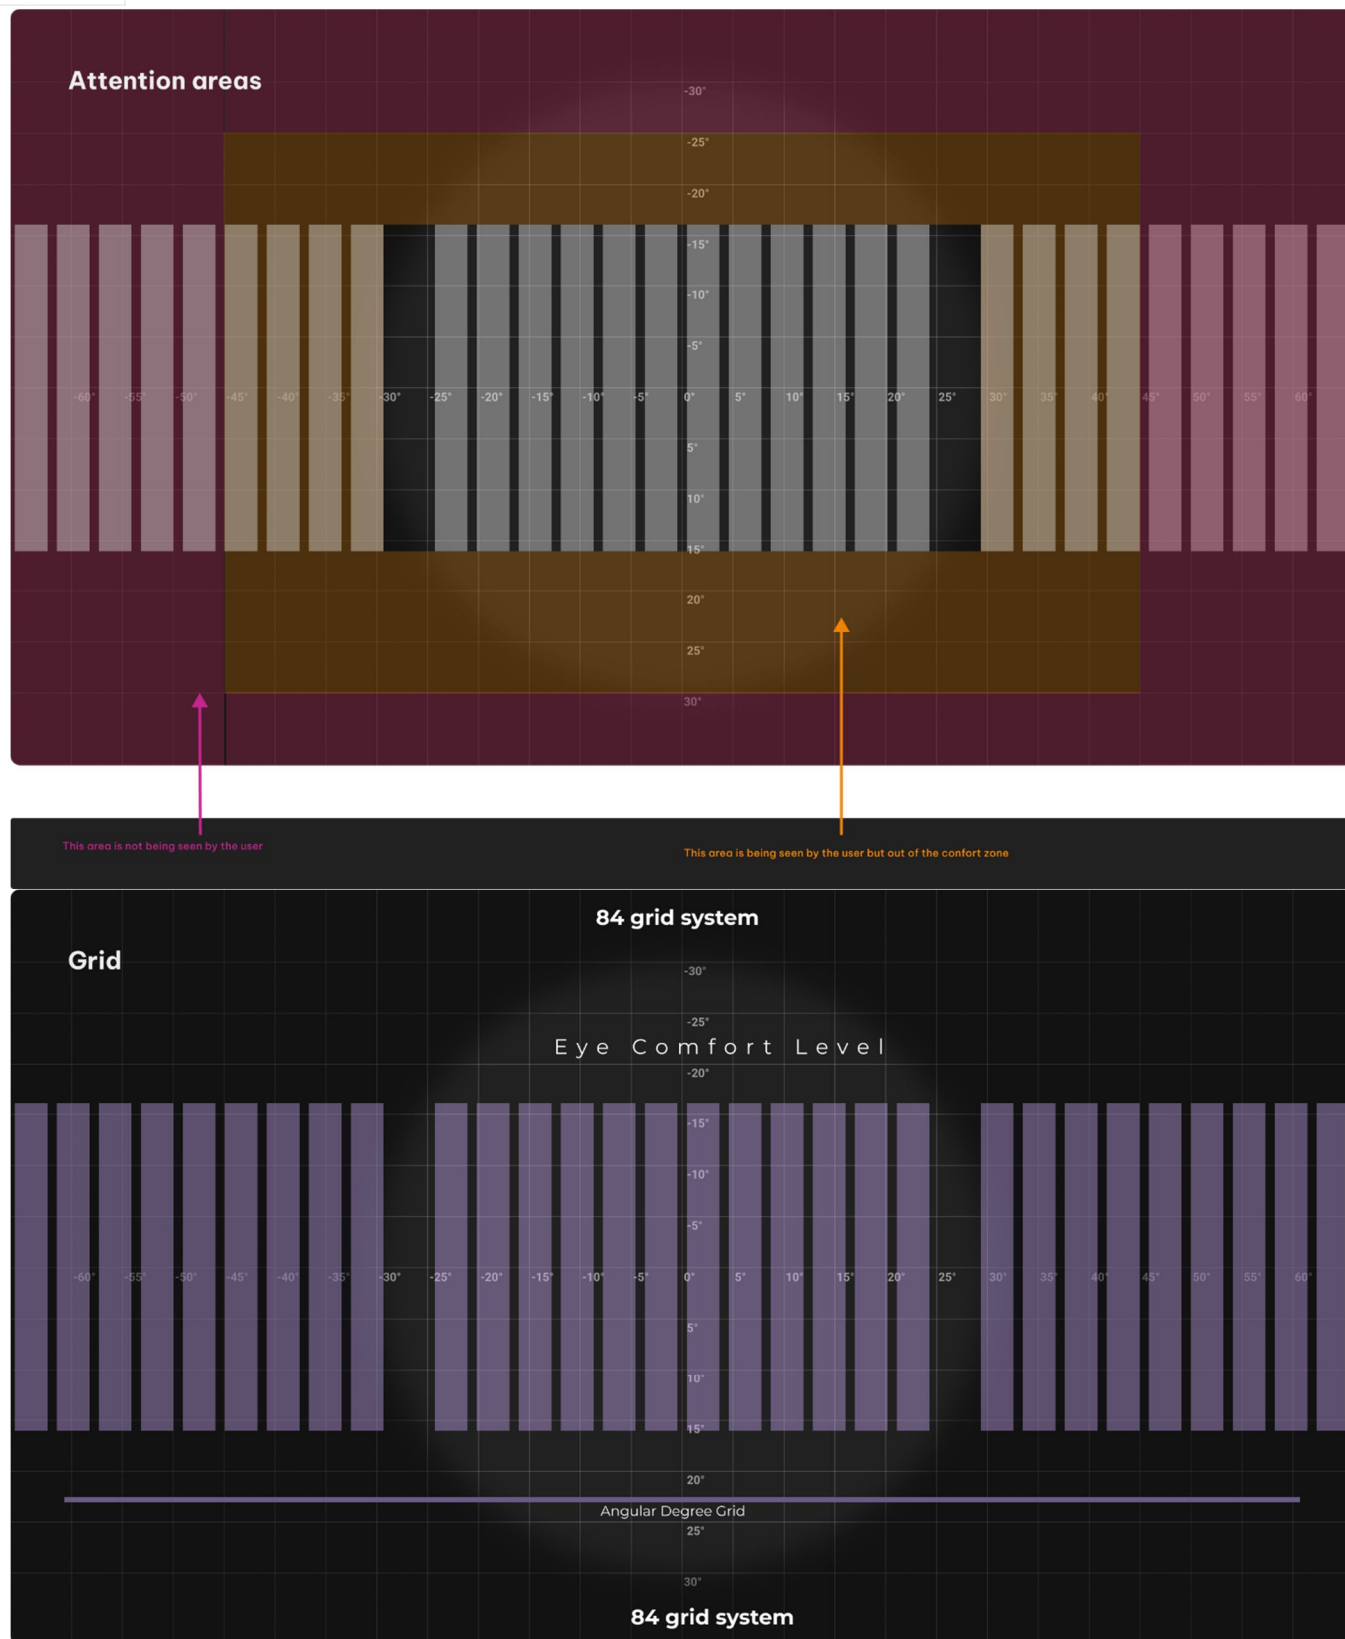 Attention areas
-30°
-25°
-20°
-15°
-10°
-5°
-60° -55° -50° -45° -40° -35° -30° -25° -20° -15° -10° -5° 0° 5° 10° 15° 20° 25° 30° 35° 40° 45° 50° 55° 60°
5°
10°
15°
20°
25°
30°
This area is not being seen by the user
This area is being seen by the user but out of the confort zone
84 grid system
Grid
-30°
-25°
Eye Comfort Level
-20°
-15°
-10°
-5°
-60° -55° -50° -45° -40° -35° -30° -25° -20° -15° -10° -5° 0° 5° 10° 15° 20° 25° 30° 35° 40° 45° 50° 55° 60°
5°
10°
15°
20°
Angular Degree Grid
25°
30°
84 grid system